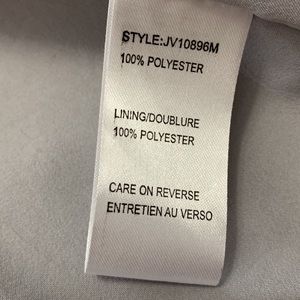 STYLE:JV10896M
100% POLYESTER
LINING/DOUBLURE
100% POLYESTER
CARE ON REVERSE
ENTRETIEN AU VERSO